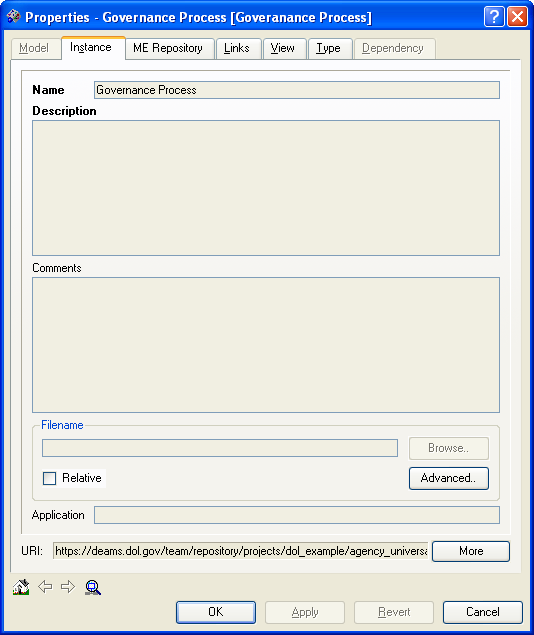 Properties - Governance Process [Goveranance Process]
Model Instance ME Repository Links View Type Dependency
Name Governance Process
Description
Comments
Filename
Browse..
Relative Advanced..
Application
URI: https://deams.dol.gov/team/repository/projects/dol_example/agency_universa More
OK Apply Revert Cancel